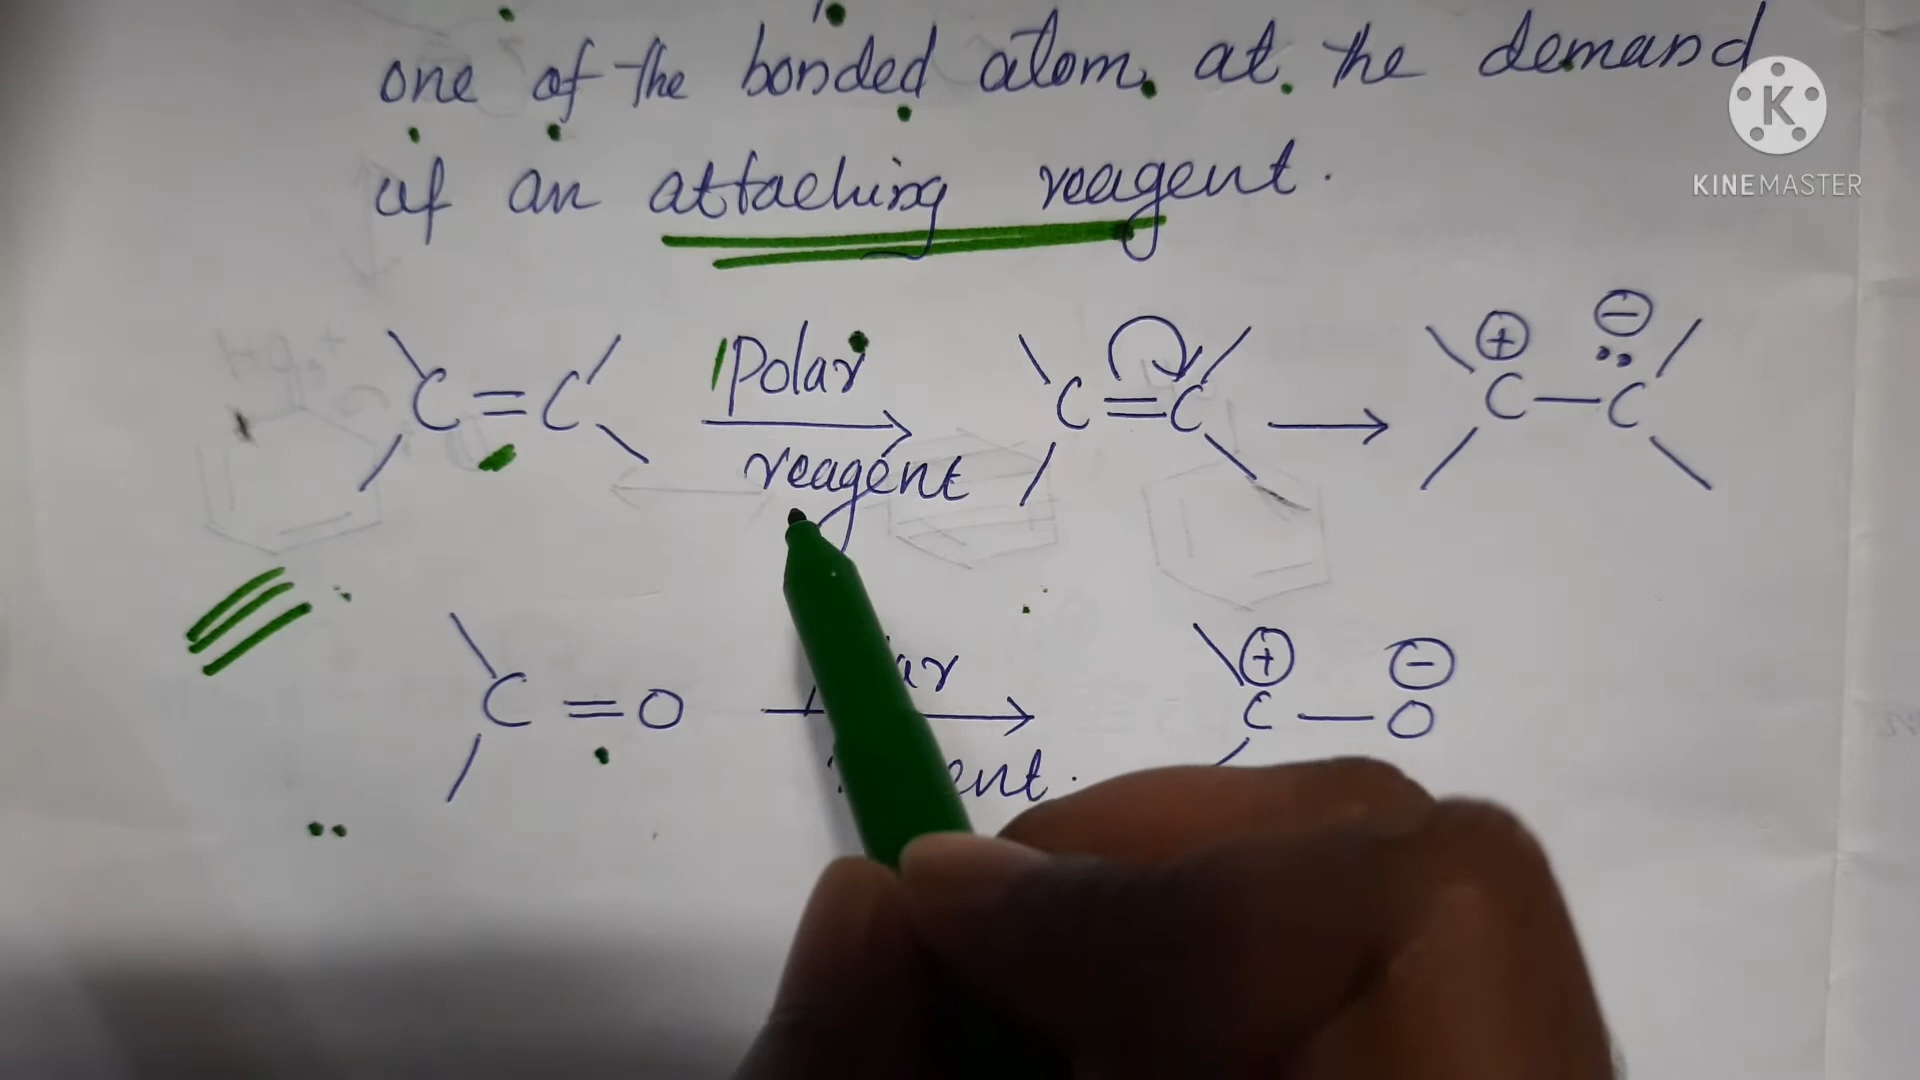 one of the bonded atom at the demand
of an attaching reagent.
KINEMASTER
C=C Polar reagent → C=C → C—C
⊕ ⊖
C=O → C—O
⊕ ⊖